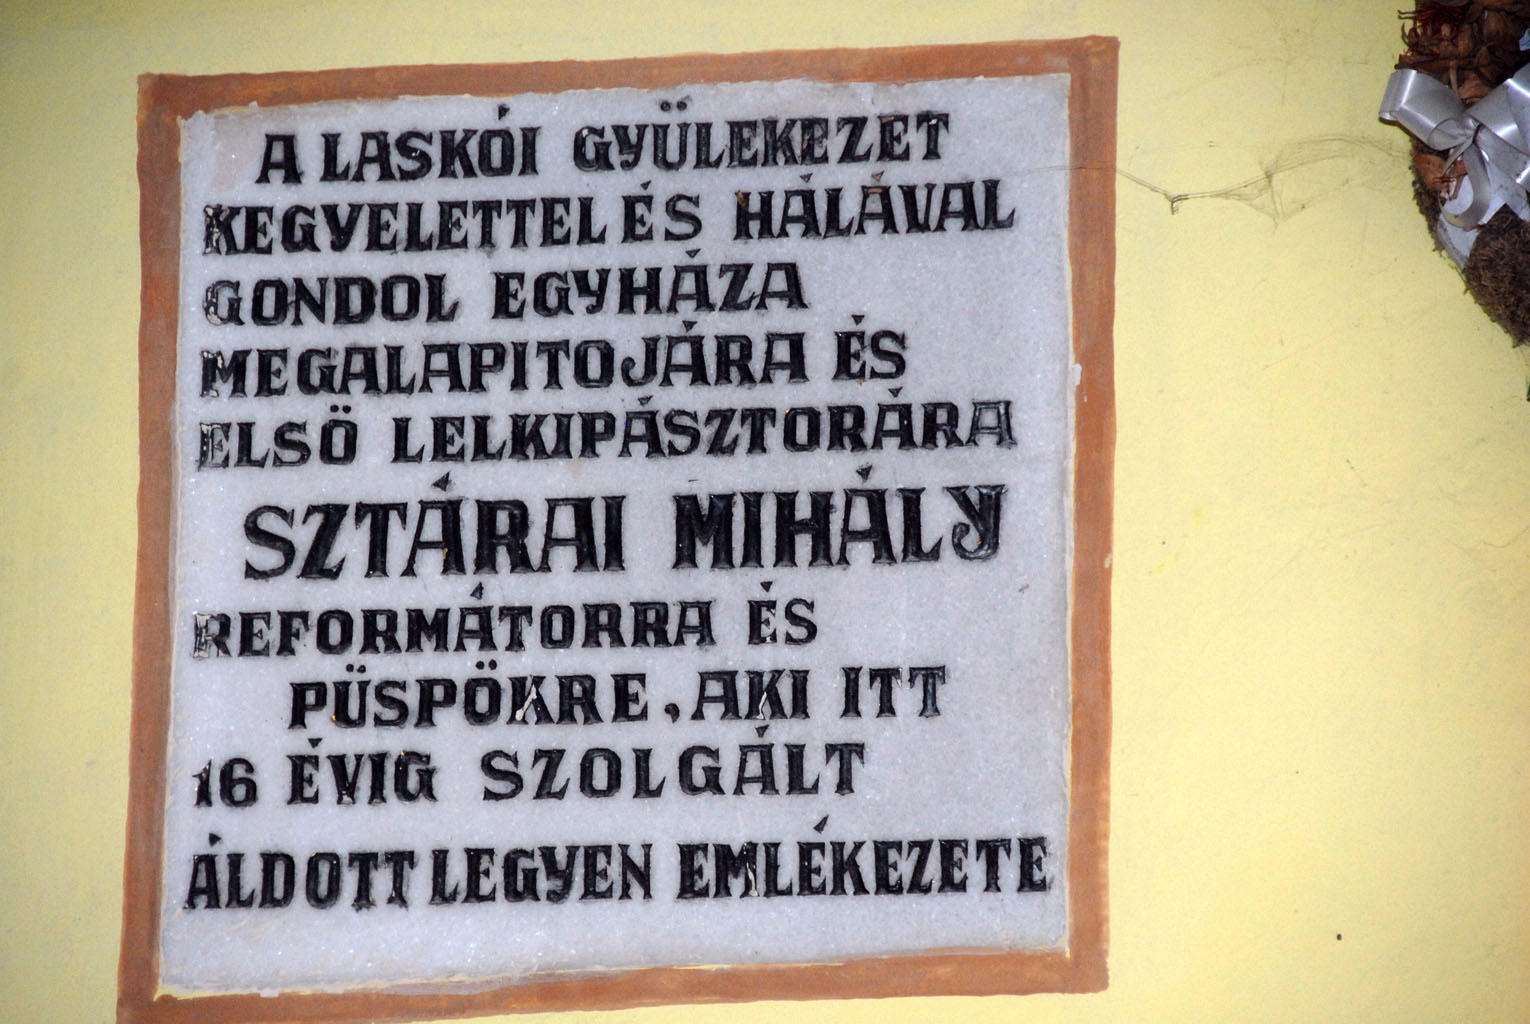 A LASKÓI GYÜLEKEZET
KEGYELETTEL ÉS HÁLÁVAL
GONDOL EGYHÁZA
MEGALAPITOJÁRA ÉS
ELSÖ LELKIPÁSZTORÁRA
SZTÁRAI MIHÁLY
REFORMÁTORRA ÉS
PÜSPÖKRE, AKI ITT
16 ÉVIG SZOLGÁLT
ÁLDOTT LEGYEN EMLÉKEZETE